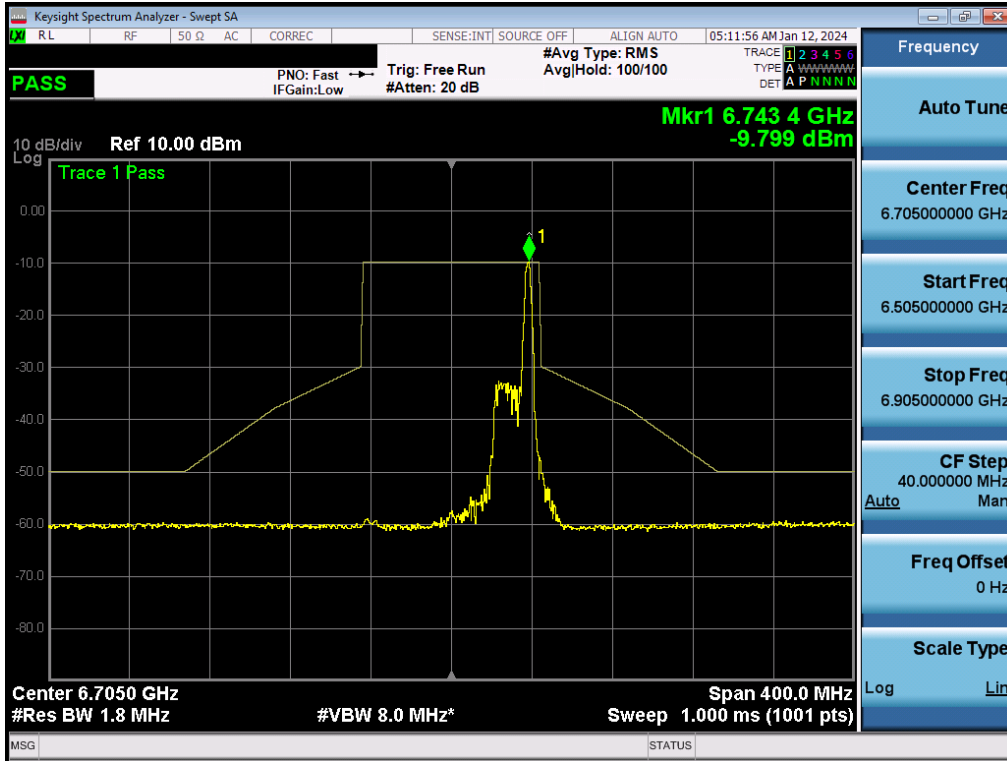 Keysight Spectrum Analyzer - Swept SA
LXI RL RF 50 Ω AC CORREC SENSE:INT SOURCE OFF ALIGN AUTO 05:11:56 AM Jan 12, 2024
PASS
PNO: Fast
IFGain:Low
Trig: Free Run
#Atten: 20 dB
#Avg Type: RMS
Avg|Hold: 100/100
TRACE 1 2 3 4 5 6
TYPE A WWWWW
DET A P N N N N
Mkr1 6.743 4 GHz
-9.799 dBm
10 dB/div Ref 10.00 dBm
Log
Trace 1 Pass
1
0.00
-10.0
-20.0
-30.0
-40.0
-50.0
-60.0
-70.0
-80.0
Center 6.7050 GHz Span 400.0 MHz
#Res BW 1.8 MHz #VBW 8.0 MHz* Sweep 1.000 ms (1001 pts)
MSG STATUS
Frequency
Auto Tune
Center Freq
6.705000000 GHz
Start Freq
6.505000000 GHz
Stop Freq
6.905000000 GHz
CF Step
40.000000 MHz
Auto Man
Freq Offset
0 Hz
Scale Type
Log Lin